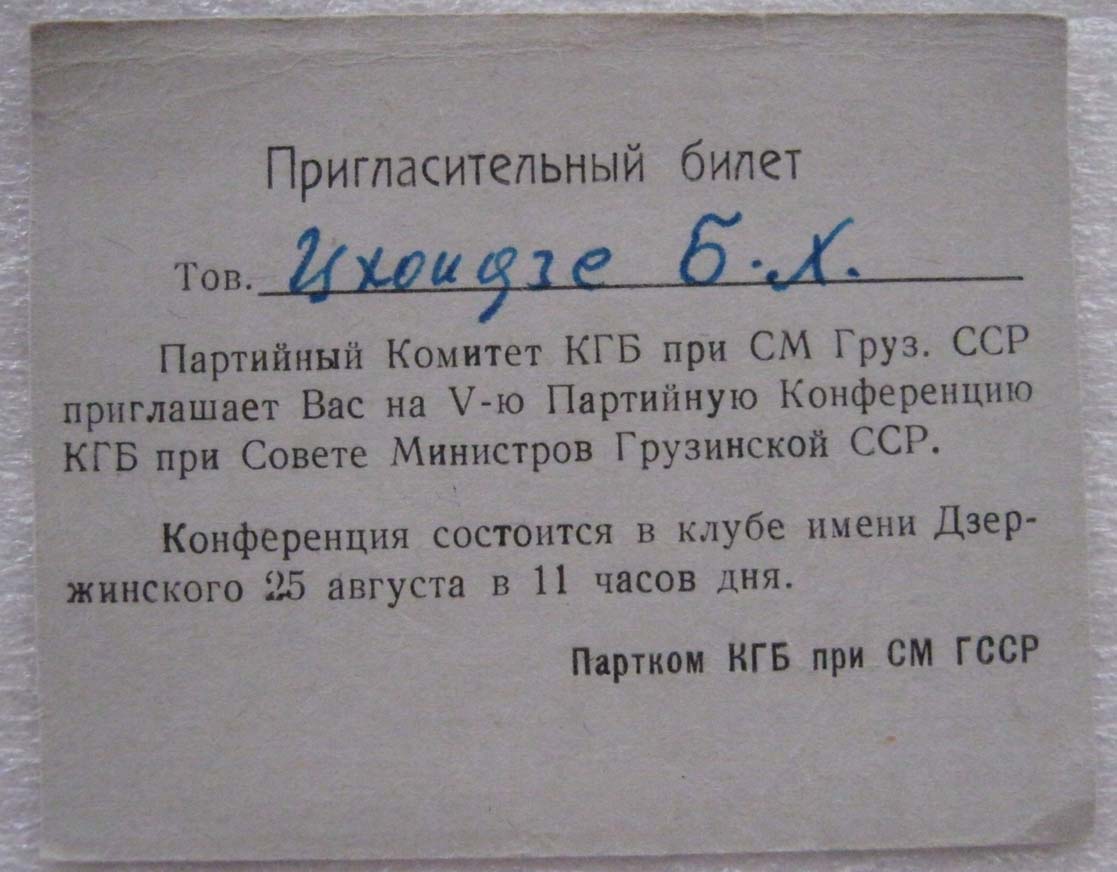 Пригласительный билет
Тов. Цхоидзе Б.Х.
Партийный Комитет КГБ при СМ Груз. ССР
приглашает Вас на V-ю Партийную Конференцию
КГБ при Совете Министров Грузинской ССР.
Конференция состоится в клубе имени Дзер-
жинского 25 августа в 11 часов дня.
Партком КГБ при СМ ГССР